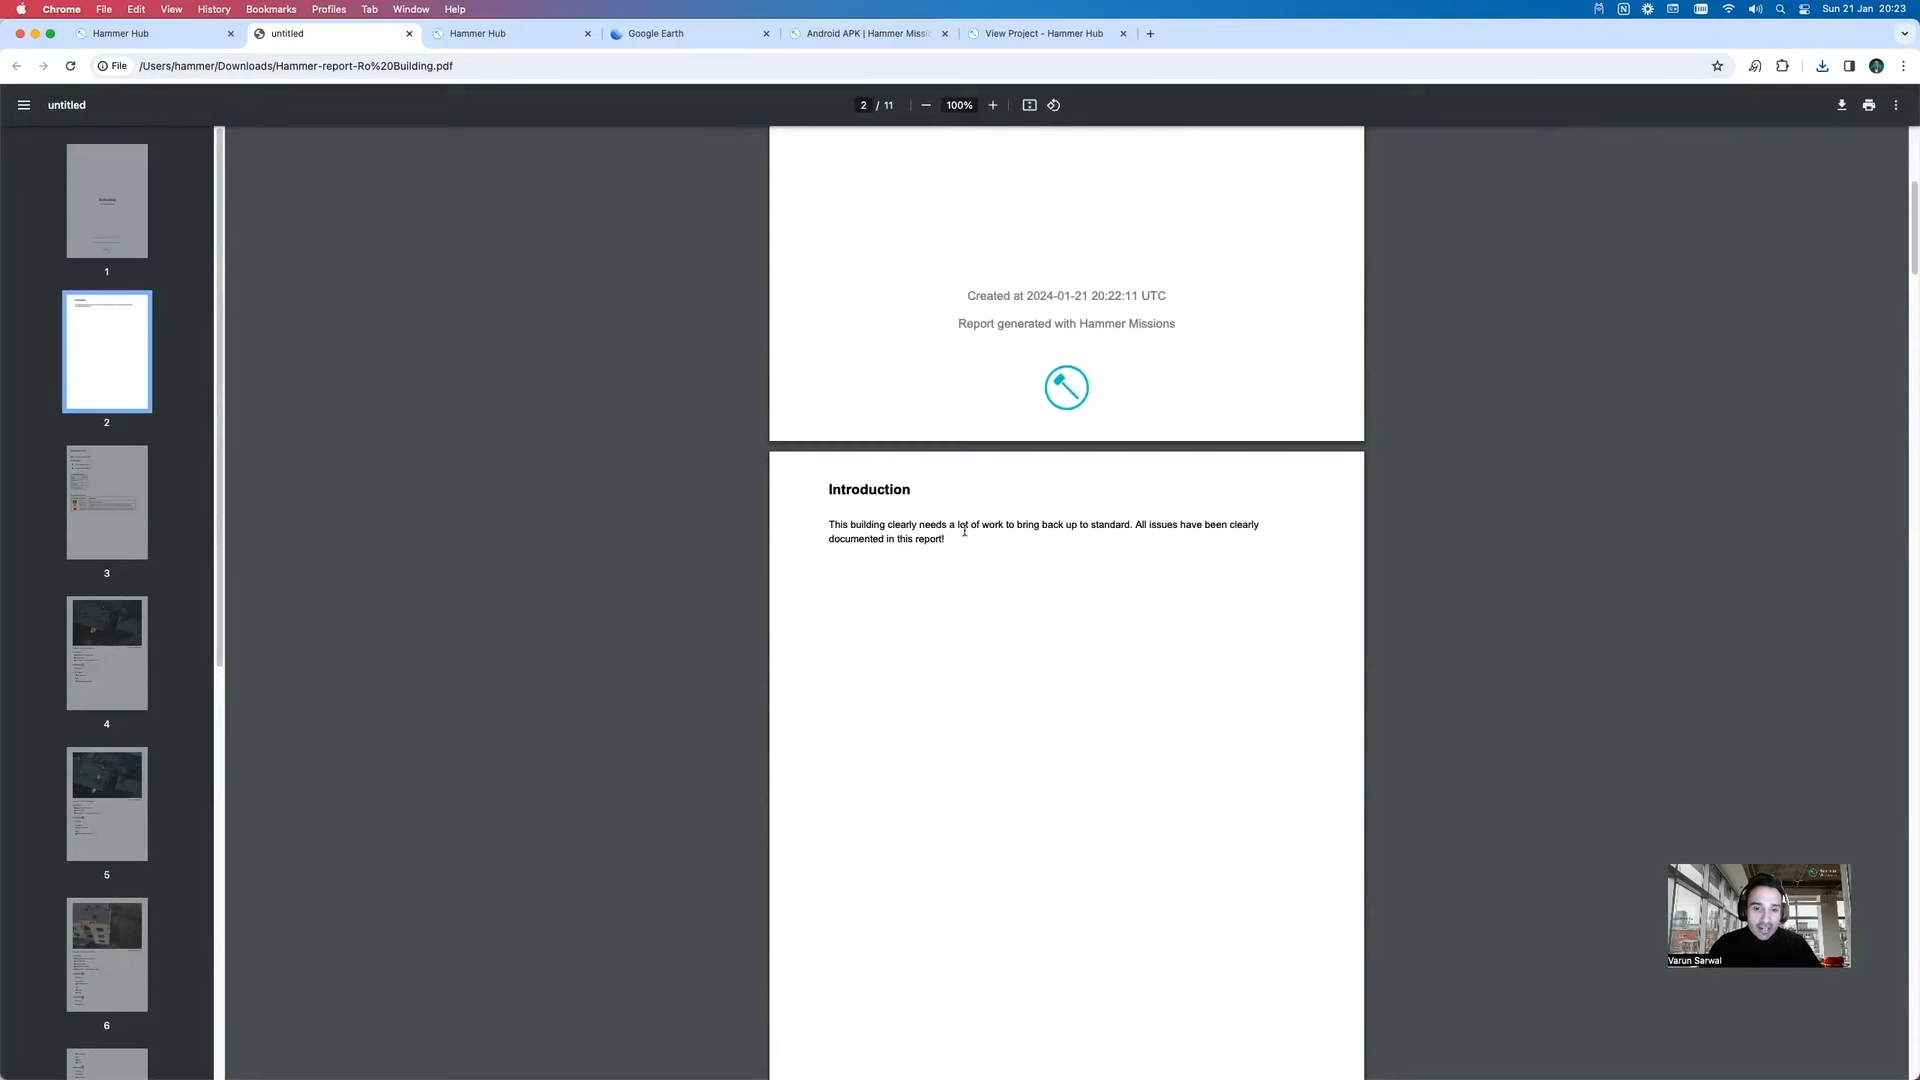 Chrome File Edit View History Bookmarks Profiles Tab Window Help Sun 21 Jan 20:23
Hammer Hub untitled Hammer Hub Google Earth Android APK | Hammer Missi View Project - Hammer Hub
File /Users/hammer/Downloads/Hammer-report-Ro%20Building.pdf
untitled 2 / 11 100%
1
2
3
4
5
6
Created at 2024-01-21 20:22:11 UTC
Report generated with Hammer Missions
Introduction
This building clearly needs a lot of work to bring back up to standard. All issues have been clearly
documented in this report!
Varun Sarwal